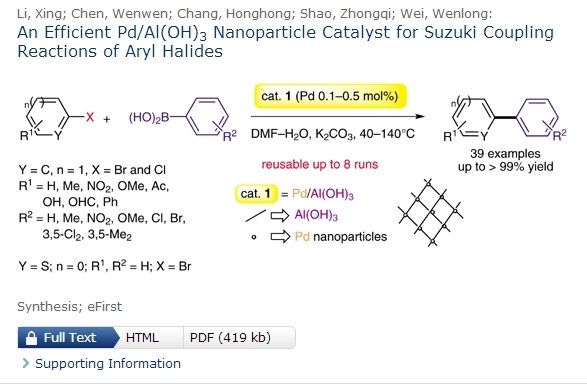 Li, Xing; Chen, Wenwen; Chang, Honghong; Shao, Zhongqi; Wei, Wenlong:
An Efficient Pd/Al(OH)₃ Nanoparticle Catalyst for Suzuki Coupling
Reactions of Aryl Halides
n( ) X + (HO)₂B cat. 1 (Pd 0.1–0.5 mol%) n( )
R¹ Y R² DMF–H₂O, K₂CO₃, 40–140°C R¹ Y R²
reusable up to 8 runs
39 examples
up to > 99% yield
Y = C, n = 1, X = Br and Cl
R¹ = H, Me, NO₂, OMe, Ac,
OH, OHC, Ph
R² = H, Me, NO₂, OMe, Cl, Br,
3,5-Cl₂, 3,5-Me₂
Y = S; n = 0; R¹, R² = H; X = Br
cat. 1 = Pd/Al(OH)₃
Al(OH)₃
Pd nanoparticles
Synthesis; eFirst
Full Text HTML PDF (419 kb)
Supporting Information